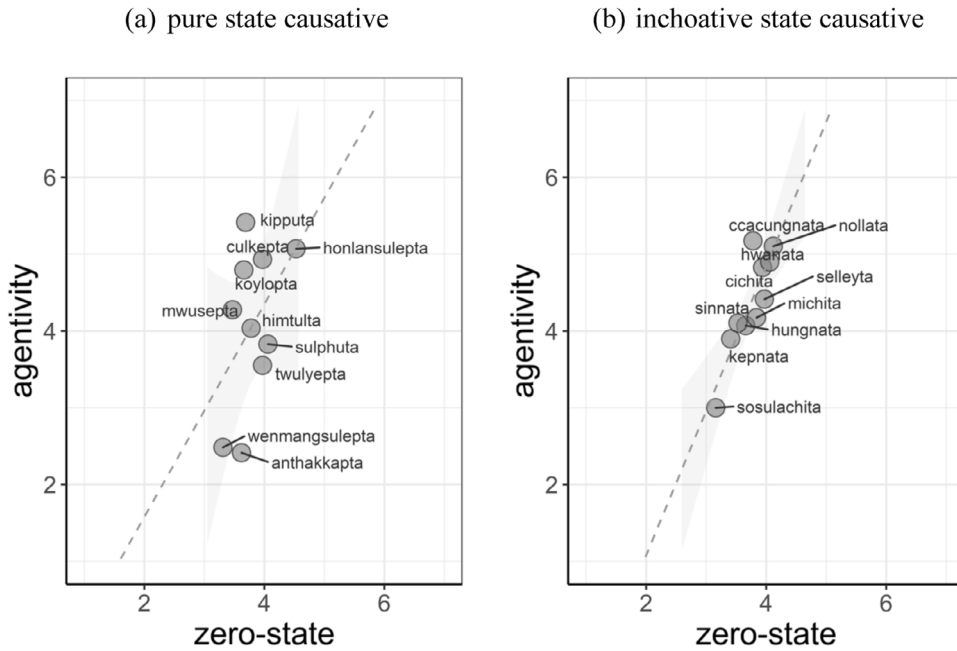 (a) pure state causative
(b) inchoative state causative
agentivity
6
4
2
kipputa
culkepta
honlansulepta
koylopta
mwusepta
himtulta
sulphuta
twulyepta
wenmangsulepta
anthakkapta
2
4
6
zero-state
agentivity
6
4
2
ccacungnata
nollata
hwanata
cichita
selleyta
sinnata
michita
hungnata
kepnata
sosulachita
2
4
6
zero-state